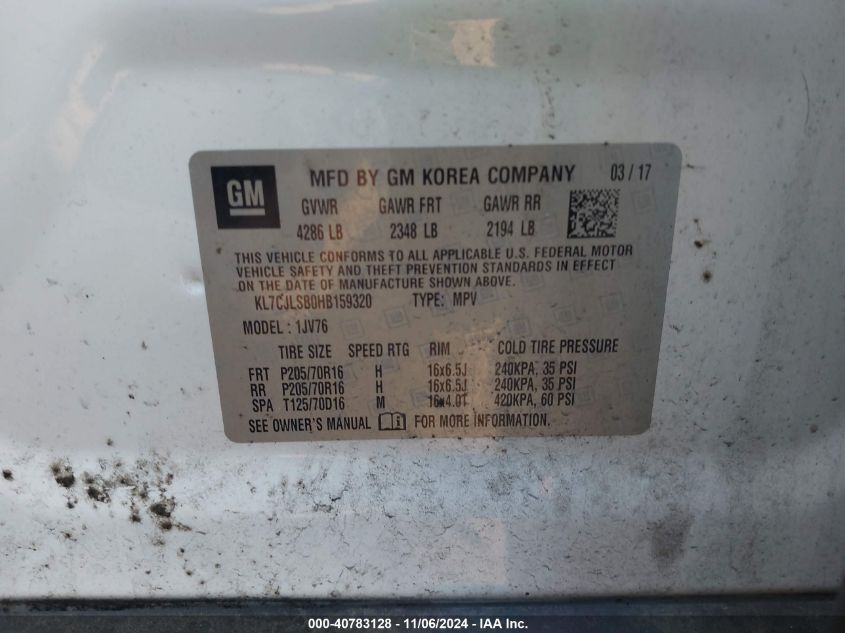 GM
MFD BY GM KOREA COMPANY 03 / 17
GVWR GAWR FRT GAWR RR
4286 LB 2348 LB 2194 LB
THIS VEHICLE CONFORMS TO ALL APPLICABLE U.S. FEDERAL MOTOR
VEHICLE SAFETY AND THEFT PREVENTION STANDARDS IN EFFECT
ON THE DATE OF MANUFACTURE SHOWN ABOVE.
KL7CJLSB0HB159320 TYPE: MPV
MODEL : 1JV76
TIRE SIZE SPEED RTG RIM COLD TIRE PRESSURE
FRT P205/70R16 H 16x6.5J 240KPA, 35 PSI
RR P205/70R16 H 16x6.5J 240KPA, 35 PSI
SPA T125/70D16 M 16x4.0T 420KPA, 60 PSI
SEE OWNER'S MANUAL FOR MORE INFORMATION.
000-40783128 - 11/06/2024 - IAA Inc.